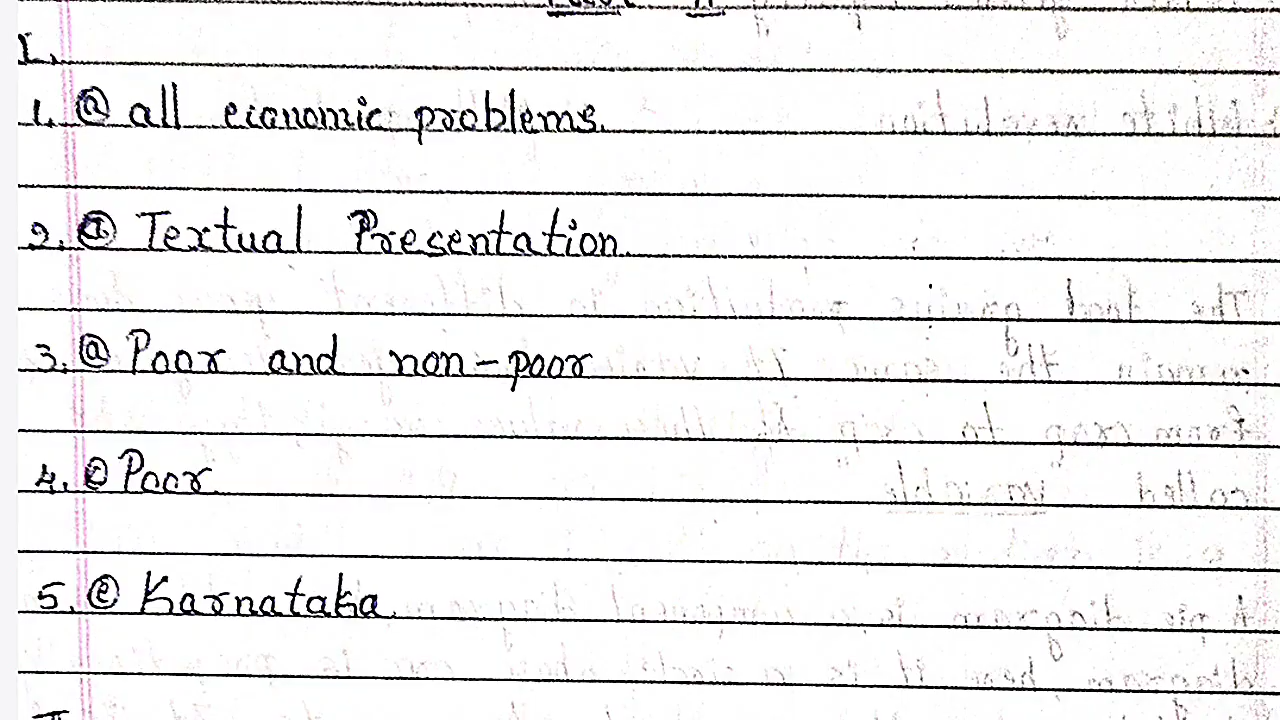 I.
1. ⓐ all economic problems.
2. Textual Presentation.
3. ⓐ Poor and non-poor
4. ⓒ Poor.
5. Karnataka.